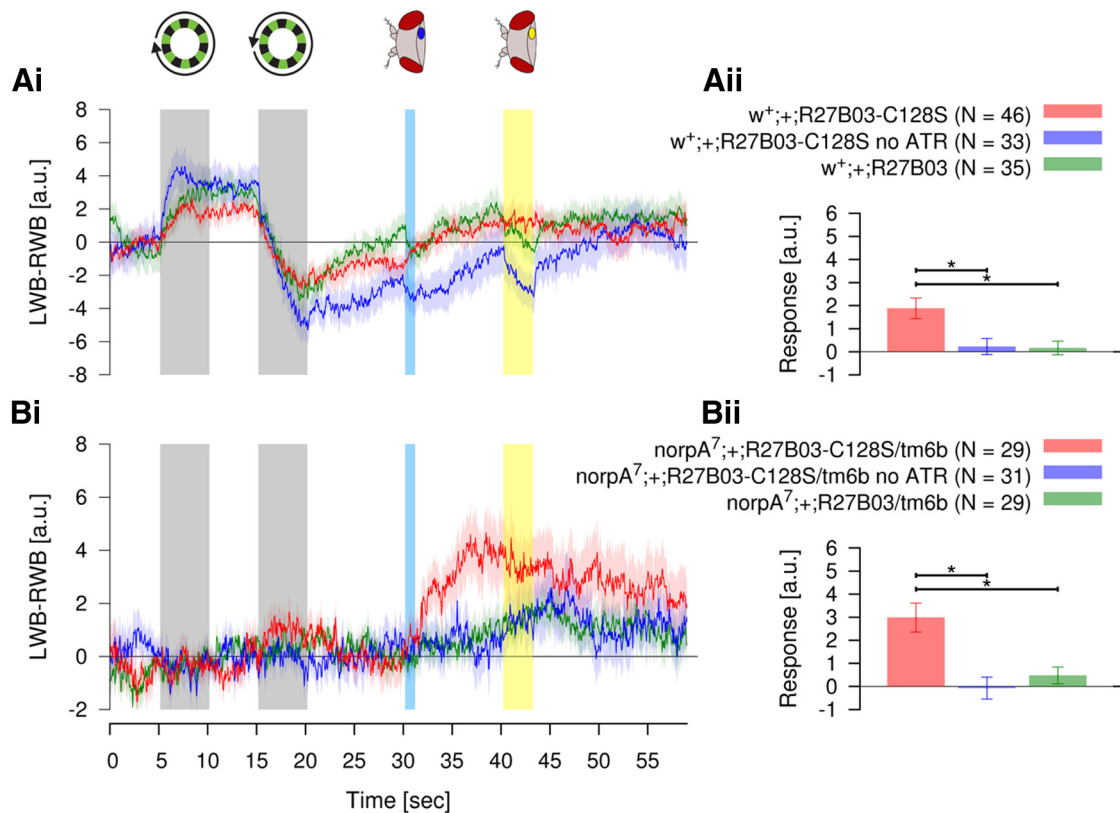 Ai
8
6
4
2
0
-2
-4
-6
-8
LWB-RWB [a.u.]
Aii
w+;+;R27B03-C128S (N = 46)
w+;+;R27B03-C128S no ATR (N = 33)
w+;+;R27B03 (N = 35)
6
5
4
3
2
1
0
-1
Response [a.u.]
*
*
Bi
8
6
4
2
0
-2
LWB-RWB [a.u.]
0 5 10 15 20 25 30 35 40 45 50 55
Time [sec]
Bii
norpA7;+;R27B03-C128S/tm6b (N = 29)
norpA7;+;R27B03-C128S/tm6b no ATR (N = 31)
norpA7;+;R27B03/tm6b (N = 29)
6
5
4
3
2
1
0
-1
Response [a.u.]
*
*